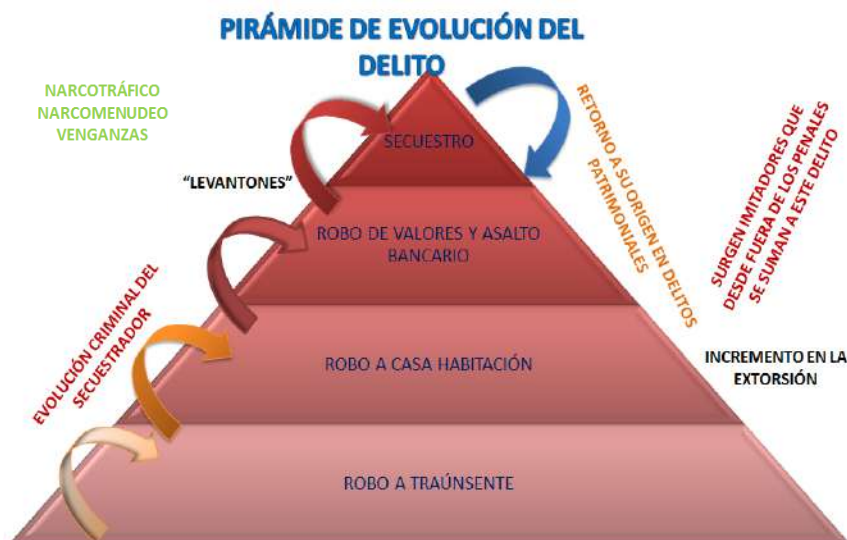 PIRÁMIDE DE EVOLUCIÓN DEL
DELITO
NARCOTRÁFICO
NARCOMENUDEO
VENGANZAS
"LEVANTONES"
EVOLUCIÓN CRIMINAL DEL
SECUESTRADOR
SECUESTRO
ROBO DE VALORES Y ASALTO
BANCARIO
ROBO A CASA HABITACIÓN
ROBO A TRAÚNSENTE
RETORNO A SU ORIGEN EN DELITOS
PATRIMONIALES
SURGEN IMITADORES QUE
DESDE FUERA DE LOS PENALES
SE SUMAN A ESTE DELITO
INCREMENTO EN LA
EXTORSIÓN